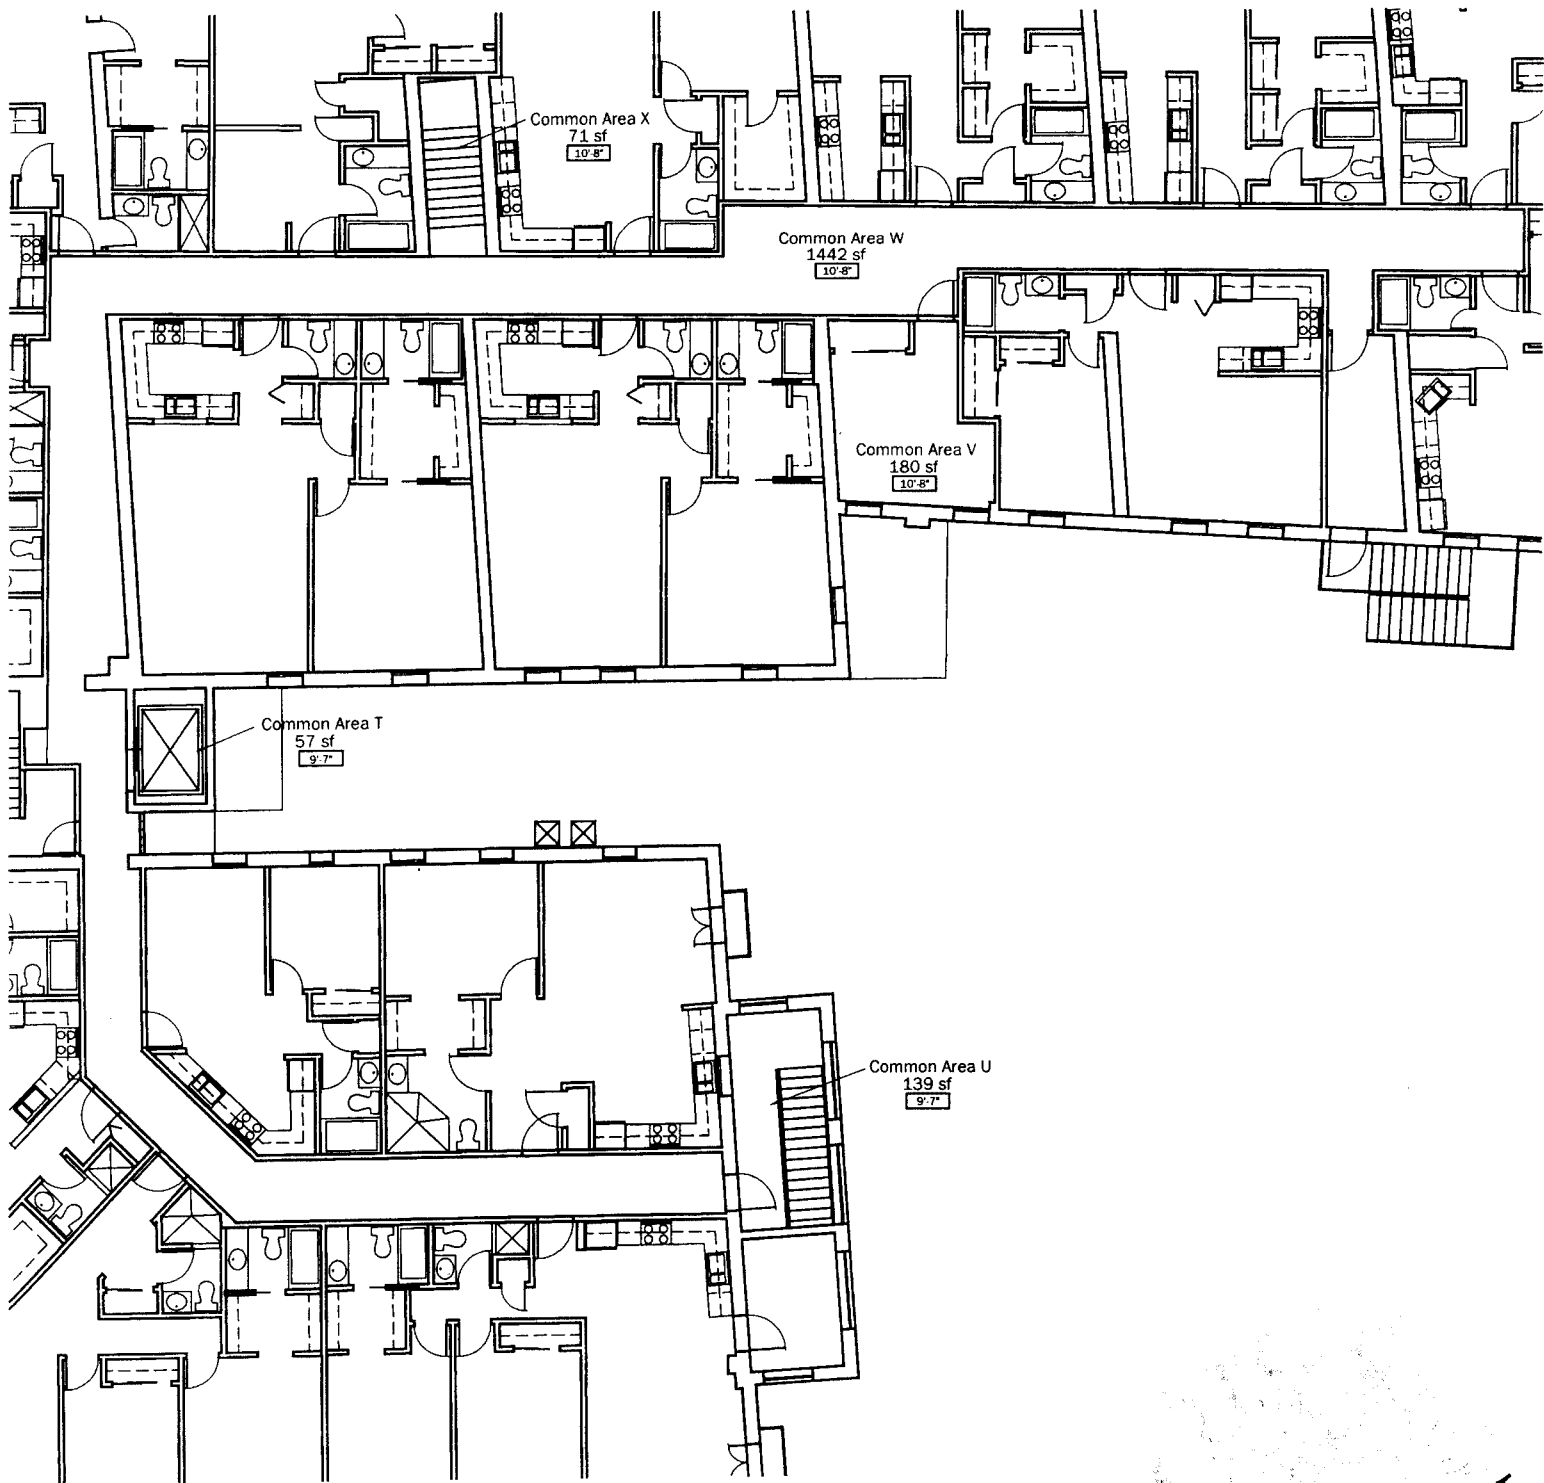 Common Area X
71 sf
10'-8"
Common Area W
1442 sf
10'-8"
Common Area V
180 sf
10'-8"
Common Area T
57 sf
9'-7"
Common Area U
139 sf
9'-7"